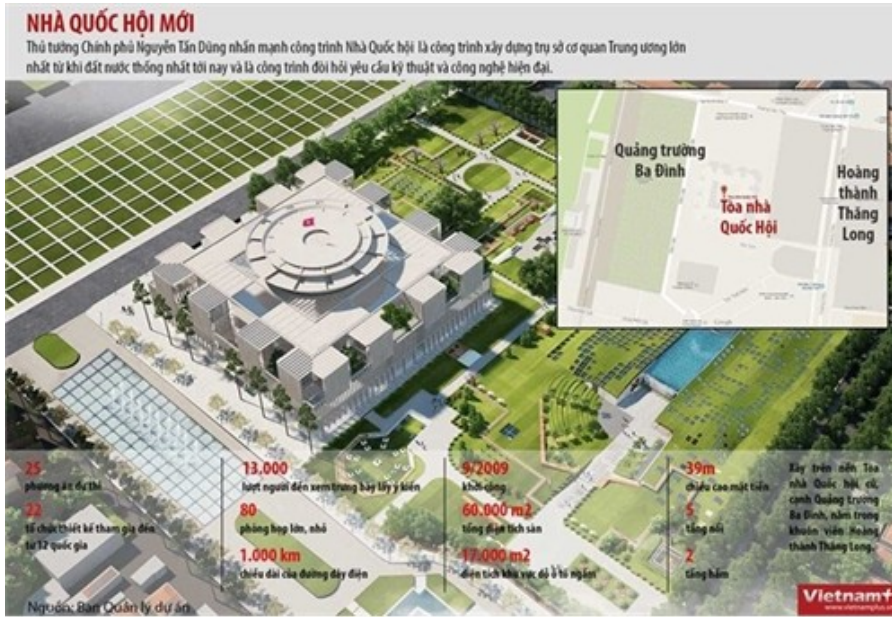 NHÀ QUỐC HỘI MỚI
Thủ tướng Chính phủ Nguyễn Tấn Dũng nhấn mạnh công trình Nhà Quốc hội là công trình xây dựng trụ sở cơ quan Trung ương lớn
nhất từ khi đất nước thống nhất tới nay và là công trình đòi hỏi yêu cầu kỹ thuật và công nghệ hiện đại.
Quảng trường
Ba Đình
Tòa nhà
Quốc Hội
Hoàng
thành
Thăng
Long
25
phương án dự thi
22
tổ chức thiết kế tham gia đến
từ 12 quốc gia
13.000
lượt người đến xem trưng bày lấy ý kiến
80
phòng họp lớn, nhỏ
1.000 km
chiều dài của đường dây điện
9/2009
khởi công
60.000 m2
tổng diện tích sàn
17.000 m2
diện tích khu vực đỗ ô tô ngầm
39m
chiều cao mặt tiền
5
tầng nổi
2
tầng hầm
Xây trên nền Tòa
nhà Quốc hội cũ,
cạnh Quảng trường
Ba Đình, nằm trong
khuôn viên Hoàng
thành Thăng Long.
Nguồn: Ban Quản lý dự án
Vietnam+
www.vietnamplus.vn